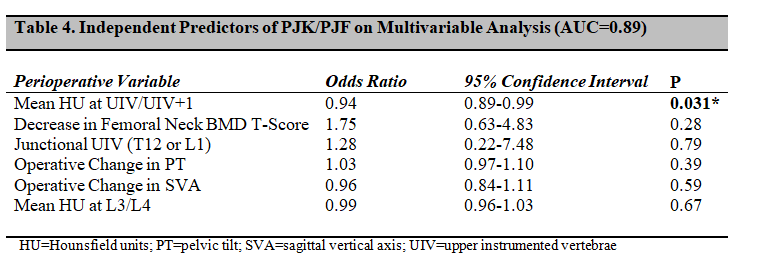 Table 4. Independent Predictors of PJK/PJF on Multivariable Analysis (AUC=0.89)
Perioperative Variable Odds Ratio 95% Confidence Interval P
Mean HU at UIV/UIV+1 0.94 0.89-0.99 0.031*
Decrease in Femoral Neck BMD T-Score 1.75 0.63-4.83 0.28
Junctional UIV (T12 or L1) 1.28 0.22-7.48 0.79
Operative Change in PT 1.03 0.97-1.10 0.39
Operative Change in SVA 0.96 0.84-1.11 0.59
Mean HU at L3/L4 0.99 0.96-1.03 0.67
HU=Hounsfield units; PT=pelvic tilt; SVA=sagittal vertical axis; UIV=upper instrumented vertebrae